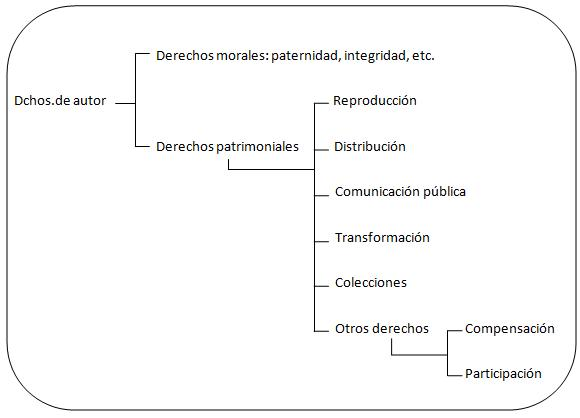 Derechos morales: paternidad, integridad, etc.
Dchos.de autor
Reproducción
Derechos patrimoniales
Distribución
Comunicación pública
Transformación
Colecciones
Otros derechos
Compensación
Participación